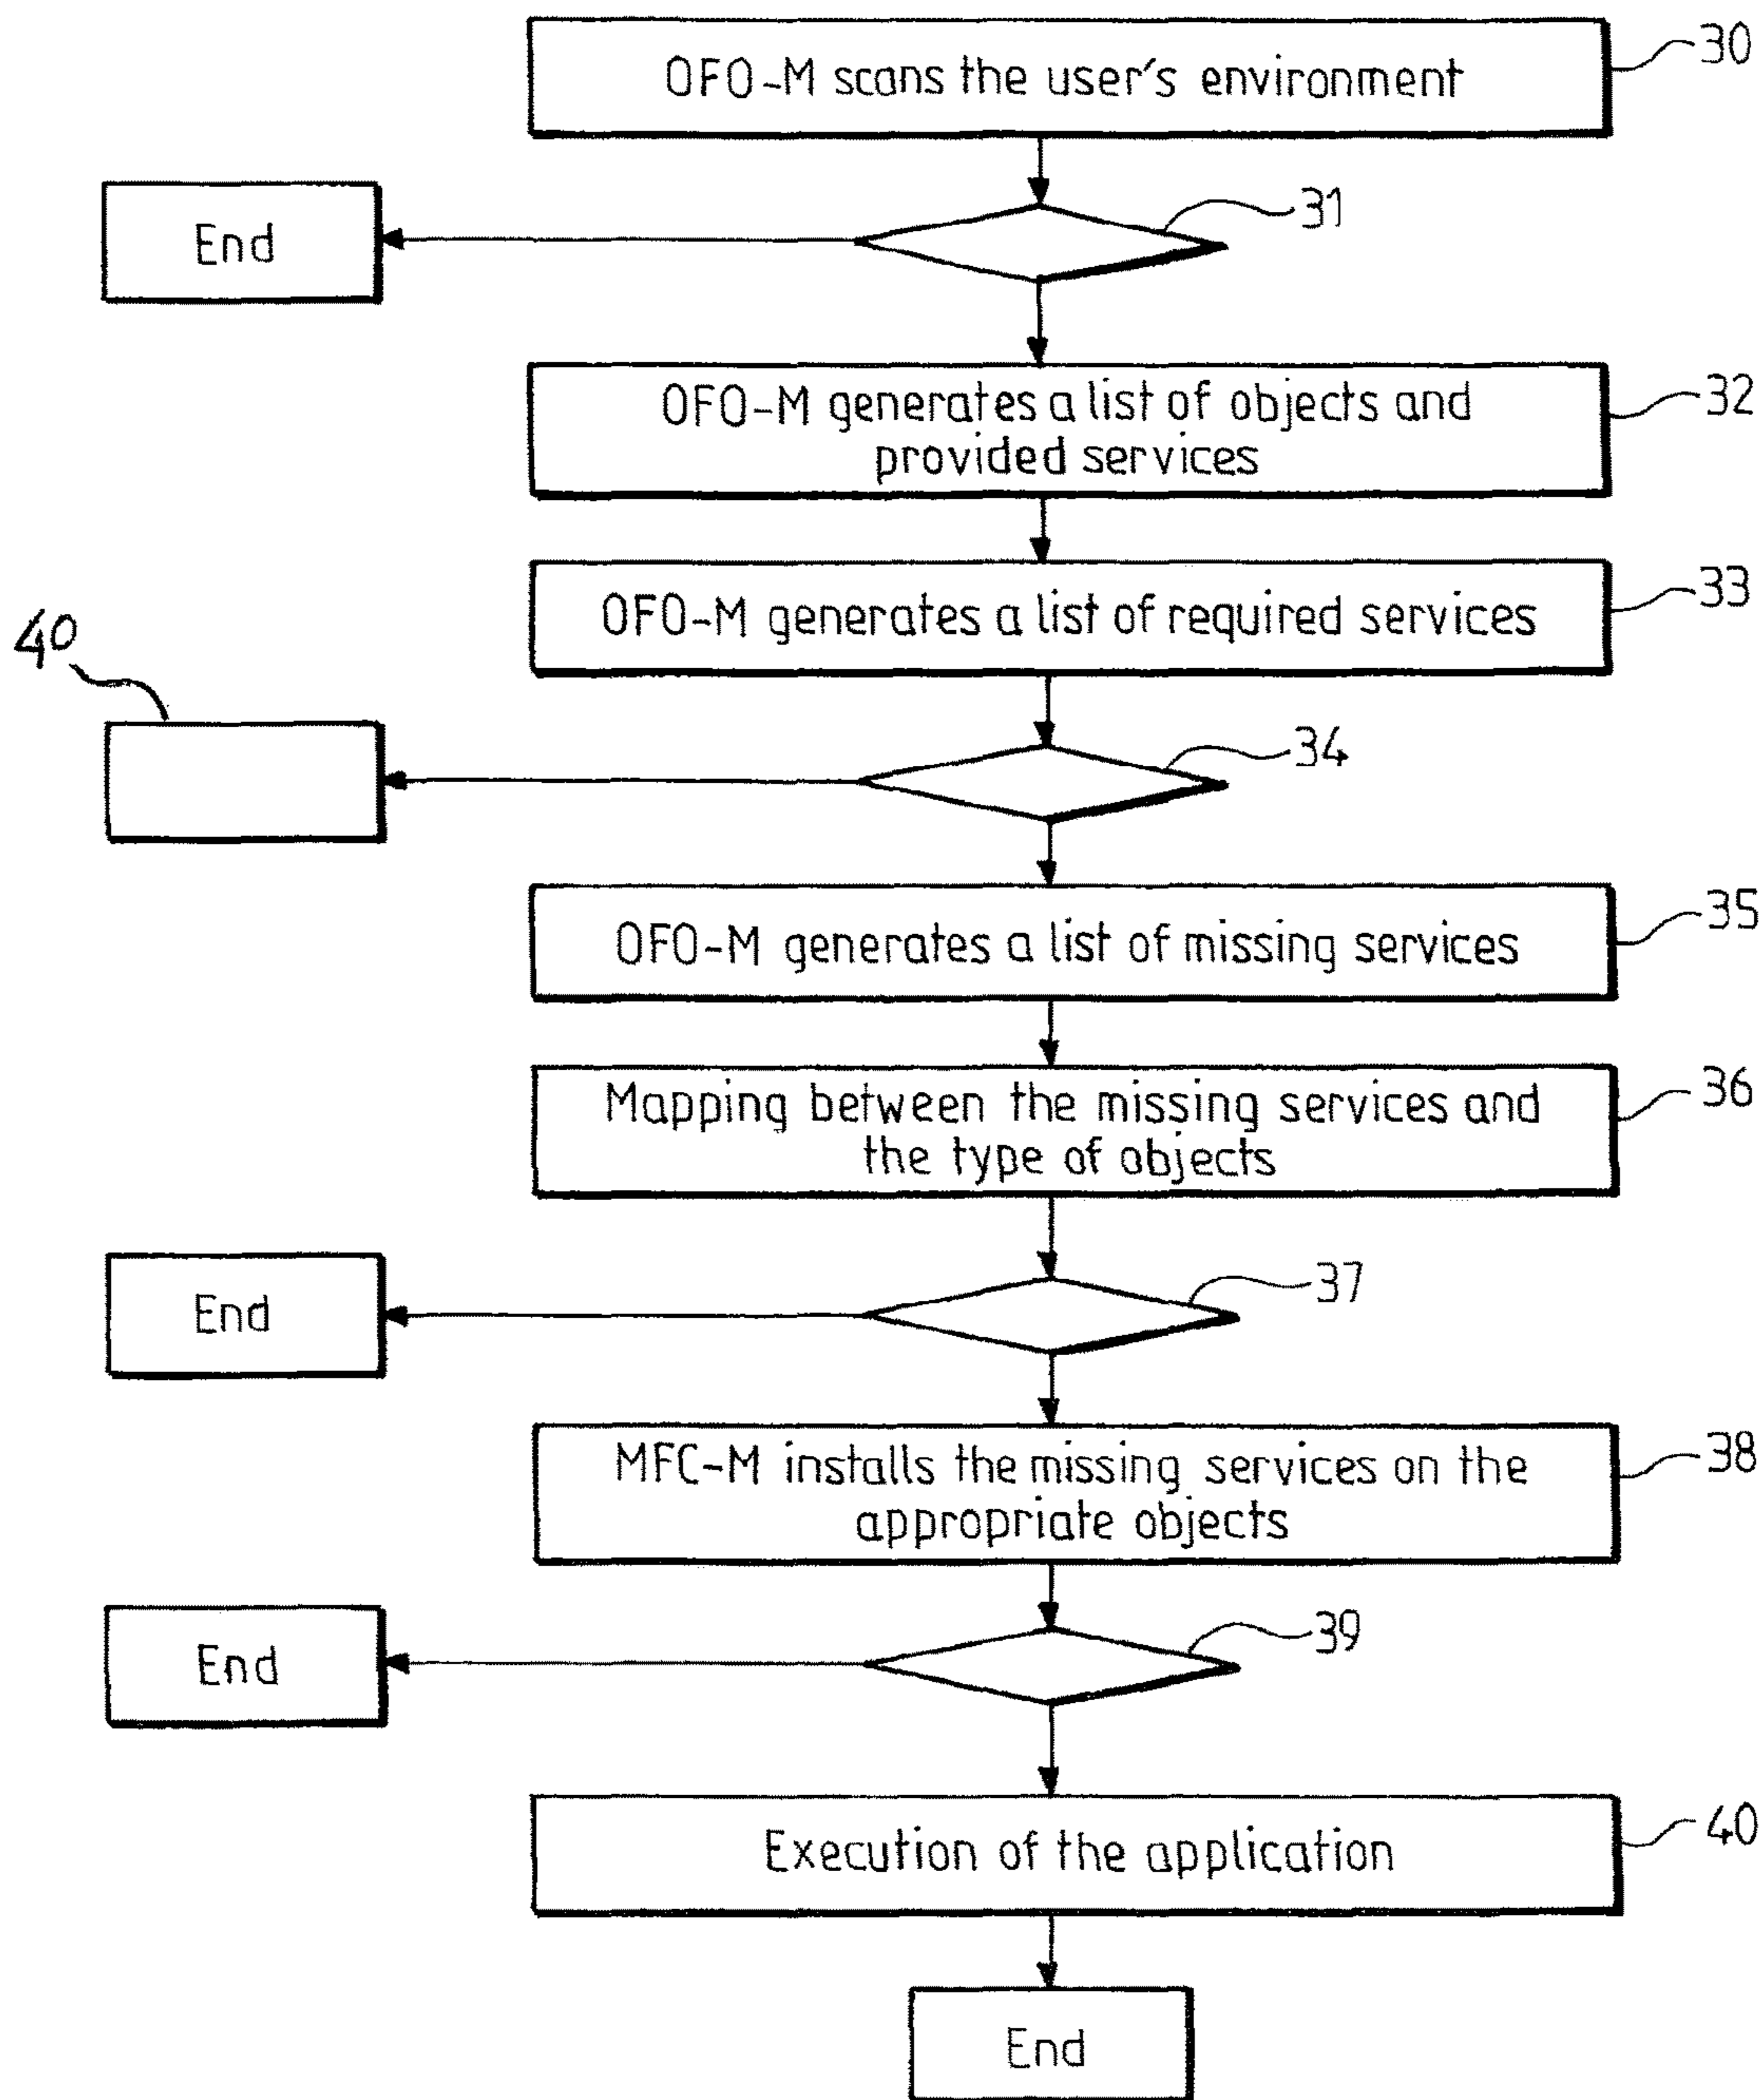 OFO-M scans the user's environment
30
31
End
OFO-M generates a list of objects and
provided services
32
OFO-M generates a list of required services
33
40
34
OFO-M generates a list of missing services
35
Mapping between the missing services and
the type of objects
36
37
End
MFC-M installs the missing services on the
appropriate objects
38
39
End
Execution of the application
40
End